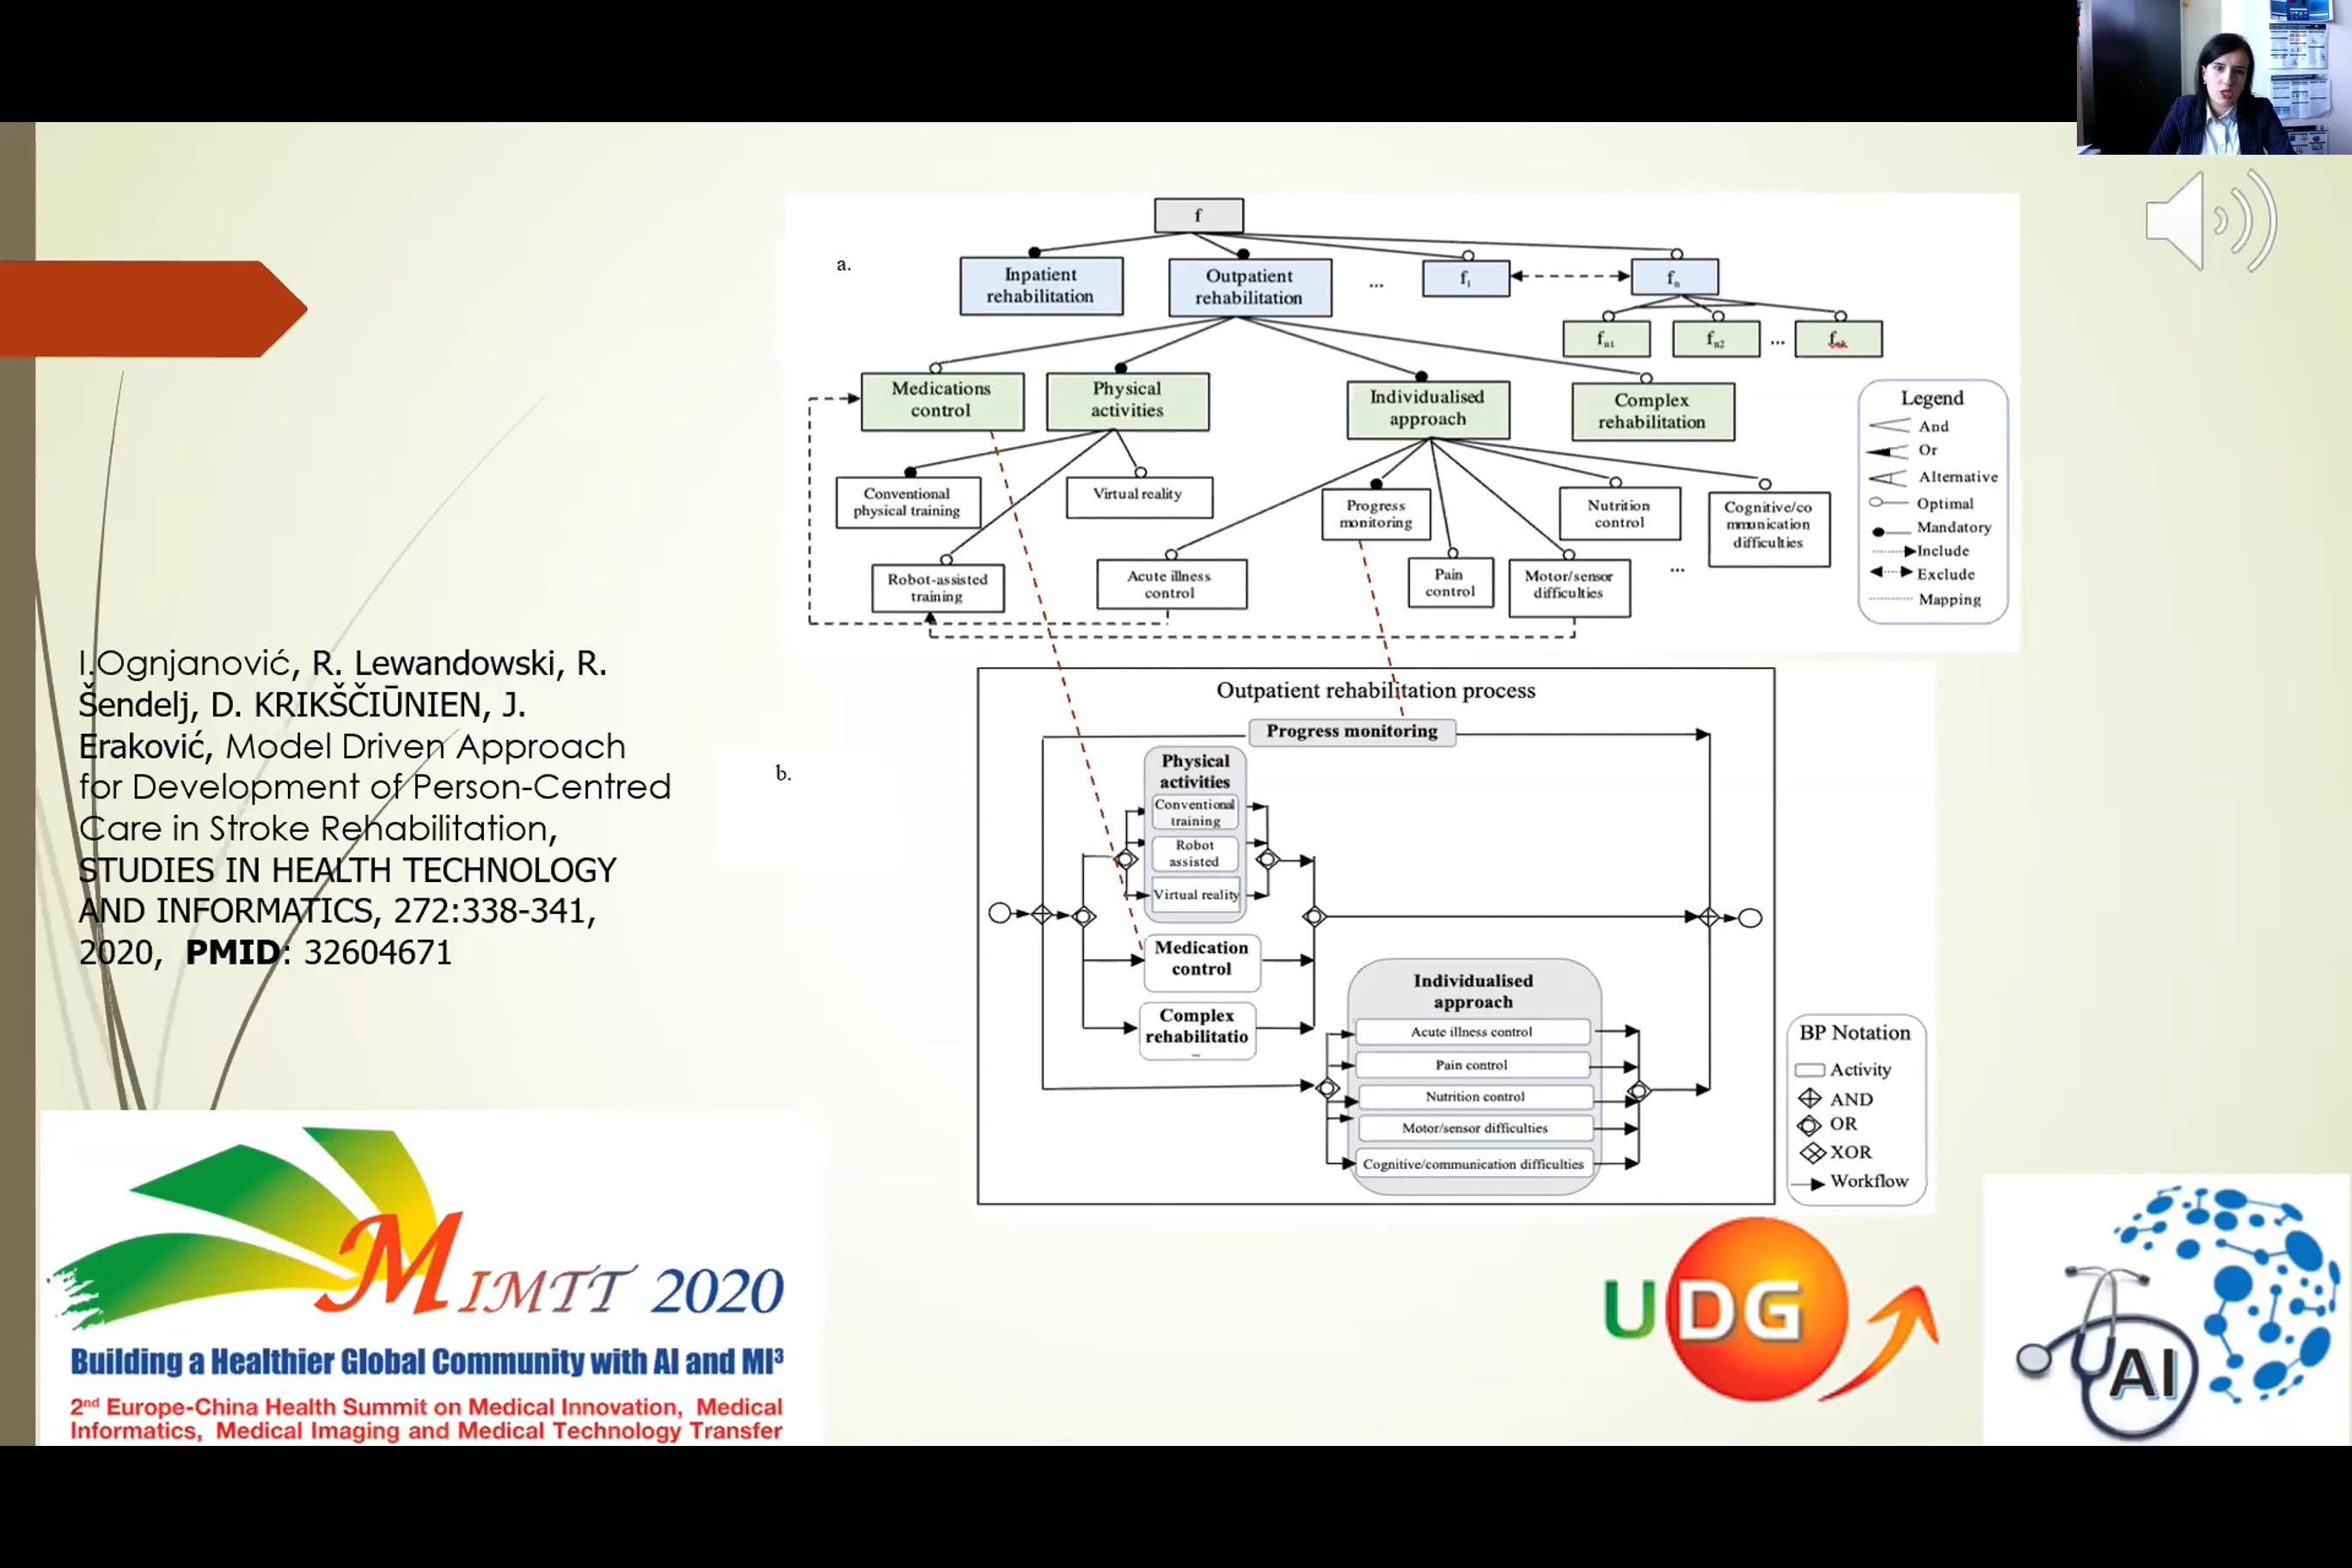 I.Ognjanović, R. Lewandowski, R.
Šendelj, D. KRIKŠČIŪNIEN, J.
Eraković, Model Driven Approach
for Development of Person-Centred
Care in Stroke Rehabilitation,
STUDIES IN HEALTH TECHNOLOGY
AND INFORMATICS, 272:338-341,
2020, PMID: 32604671
a.
f
Inpatient
rehabilitation
Outpatient
rehabilitation
...
fi
fn
fn1
fn2
...
fnk
Medications
control
Physical
activities
Individualised
approach
Complex
rehabilitation
Conventional
physical training
Virtual reality
Progress
monitoring
Nutrition
control
Cognitive/co
mmunication
difficulties
Robot-assisted
training
Acute illness
control
Pain
control
Motor/sensor
difficulties
...
Legend
And
Or
Alternative
Optimal
Mandatory
Include
Exclude
Mapping
b.
Outpatient rehabilitation process
Progress monitoring
Physical
activities
Conventional
training
Robot
assisted
Virtual reality
Medication
control
Complex
rehabilitatio
Individualised
approach
Acute illness control
Pain control
Nutrition control
Motor/sensor difficulties
Cognitive/communication difficulties
BP Notation
Activity
AND
OR
XOR
Workflow
MIMTT 2020
Building a Healthier Global Community with AI and MI³
2nd Europe-China Health Summit on Medical Innovation, Medical
Informatics, Medical Imaging and Medical Technology Transfer
UDG
AI